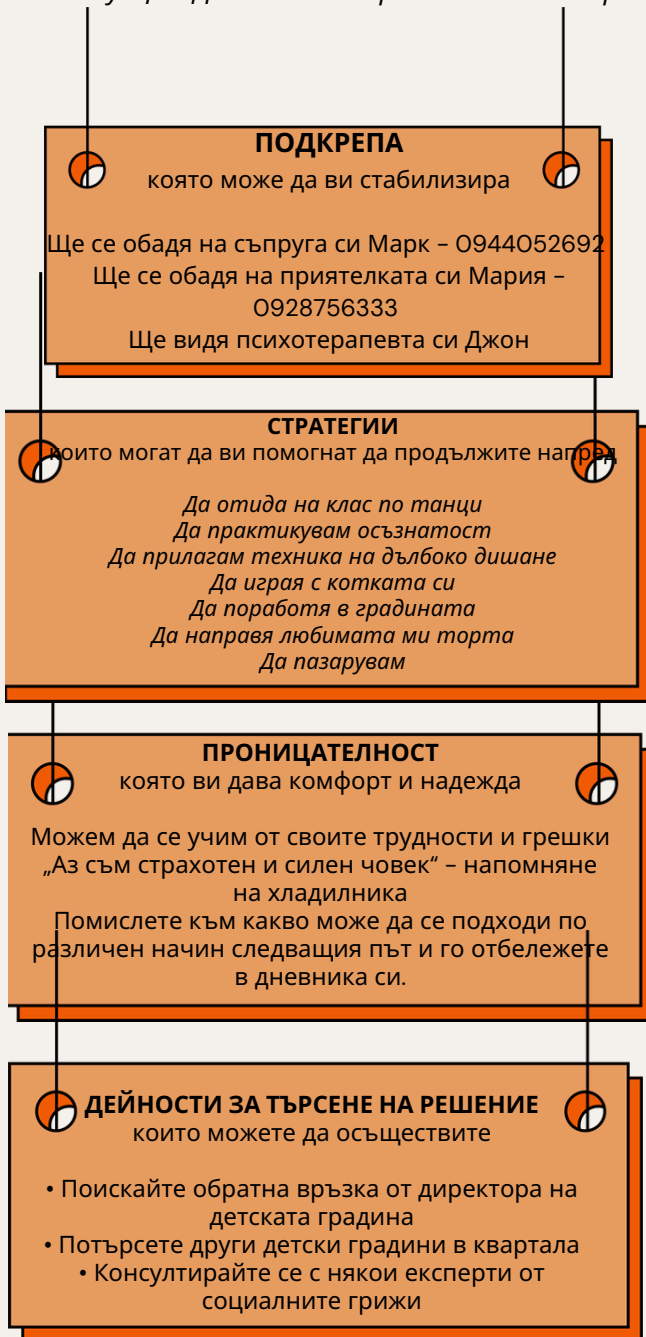 ПОДКРЕПА
която може да ви стабилизира
Ще се обадя на съпруга си Марк – 0944052692
Ще се обадя на приятелката си Мария –
0928756333
Ще видя психотерапевта си Джон
СТРАТЕГИИ
които могат да ви помогнат да продължите напред
Да отида на клас по танци
Да практикувам осъзнатост
Да прилагам техника на дълбоко дишане
Да играя с котката си
Да поработя в градината
Да направя любимата ми торта
Да пазарувам
ПРОНИЦАТЕЛНОСТ
която ви дава комфорт и надежда
Можем да се учим от своите трудности и грешки
„Аз съм страхотен и силен човек“ – напомняне
на хладилника
Помислете към какво може да се подходи по
различен начин следващия път и го отбележете
в дневника си.
ДЕЙНОСТИ ЗА ТЪРСЕНЕ НА РЕШЕНИЕ
които можете да осъществите
• Поискайте обратна връзка от директора на
детската градина
• Потърсете други детски градини в квартала
• Консултирайте се с някои експерти от
социалните грижи